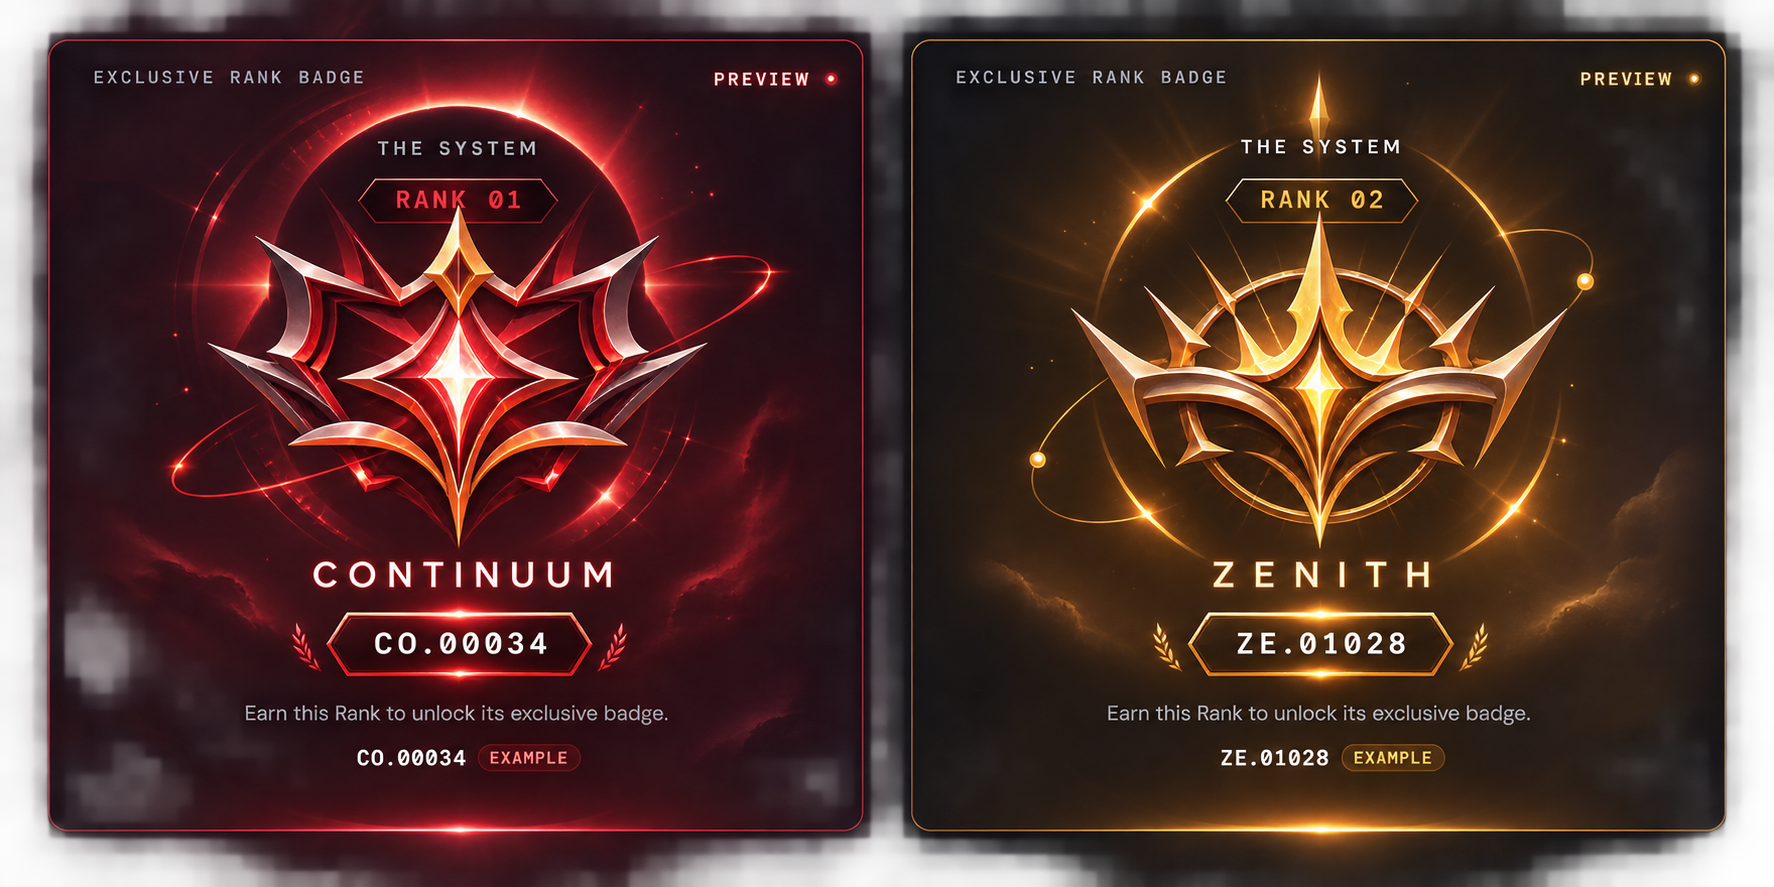 EXCLUSIVE RANK BADGE
PREVIEW
THE SYSTEM
RANK 01
CONTINUUM
CO.00034
Earn this Rank to unlock its exclusive badge.
CO.00034 EXAMPLE
EXCLUSIVE RANK BADGE
PREVIEW
THE SYSTEM
RANK 02
ZENITH
ZE.01028
Earn this Rank to unlock its exclusive badge.
ZE.01028 EXAMPLE